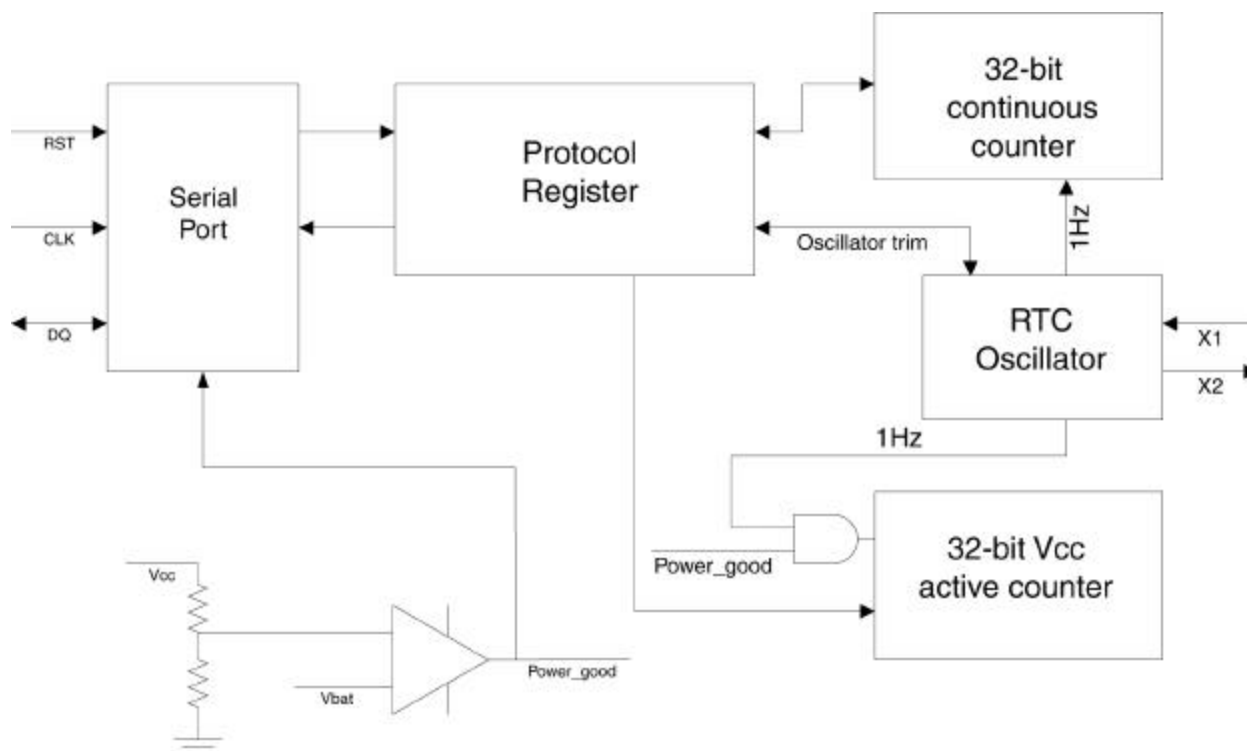 32-bit
continuous
counter
RST
Protocol
Register
Serial
Port
CLK
Oscillator trim
1Hz
DQ
RTC
Oscillator
X1
X2
1Hz
Power_good
32-bit Vcc
active counter
Vcc
Power_good
Vbat